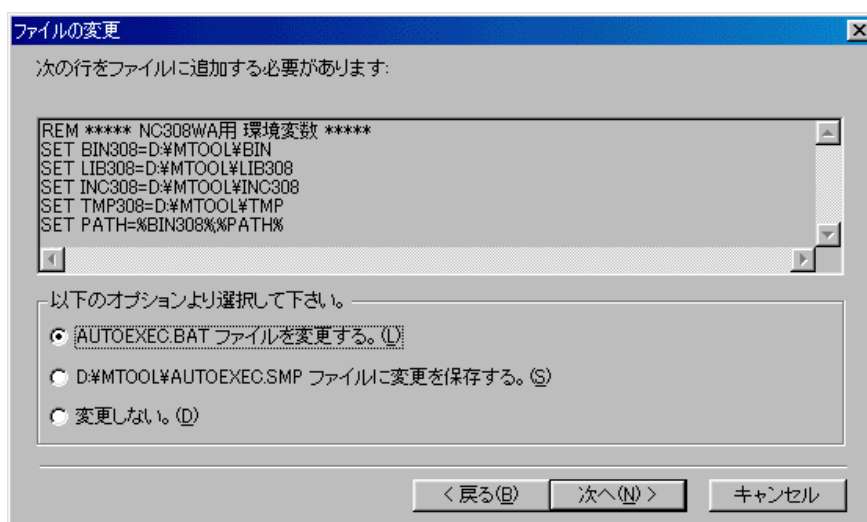 ファイルの変更
次の行をファイルに追加する必要があります:
REM ***** NC308WA用 環境変数 *****
SET BIN308=D:¥MTOOL¥BIN
SET LIB308=D:¥MTOOL¥LIB308
SET INC308=D:¥MTOOL¥INC308
SET TMP308=D:¥MTOOL¥TMP
SET PATH=%BIN308%;%PATH%
以下のオプションより選択して下さい。
AUTOEXEC.BAT ファイルを変更する。(L)
D:¥MTOOL¥AUTOEXEC.SMP ファイルに変更を保存する。(S)
変更しない。(D)
< 戻る(B) 次へ(N) > キャンセル